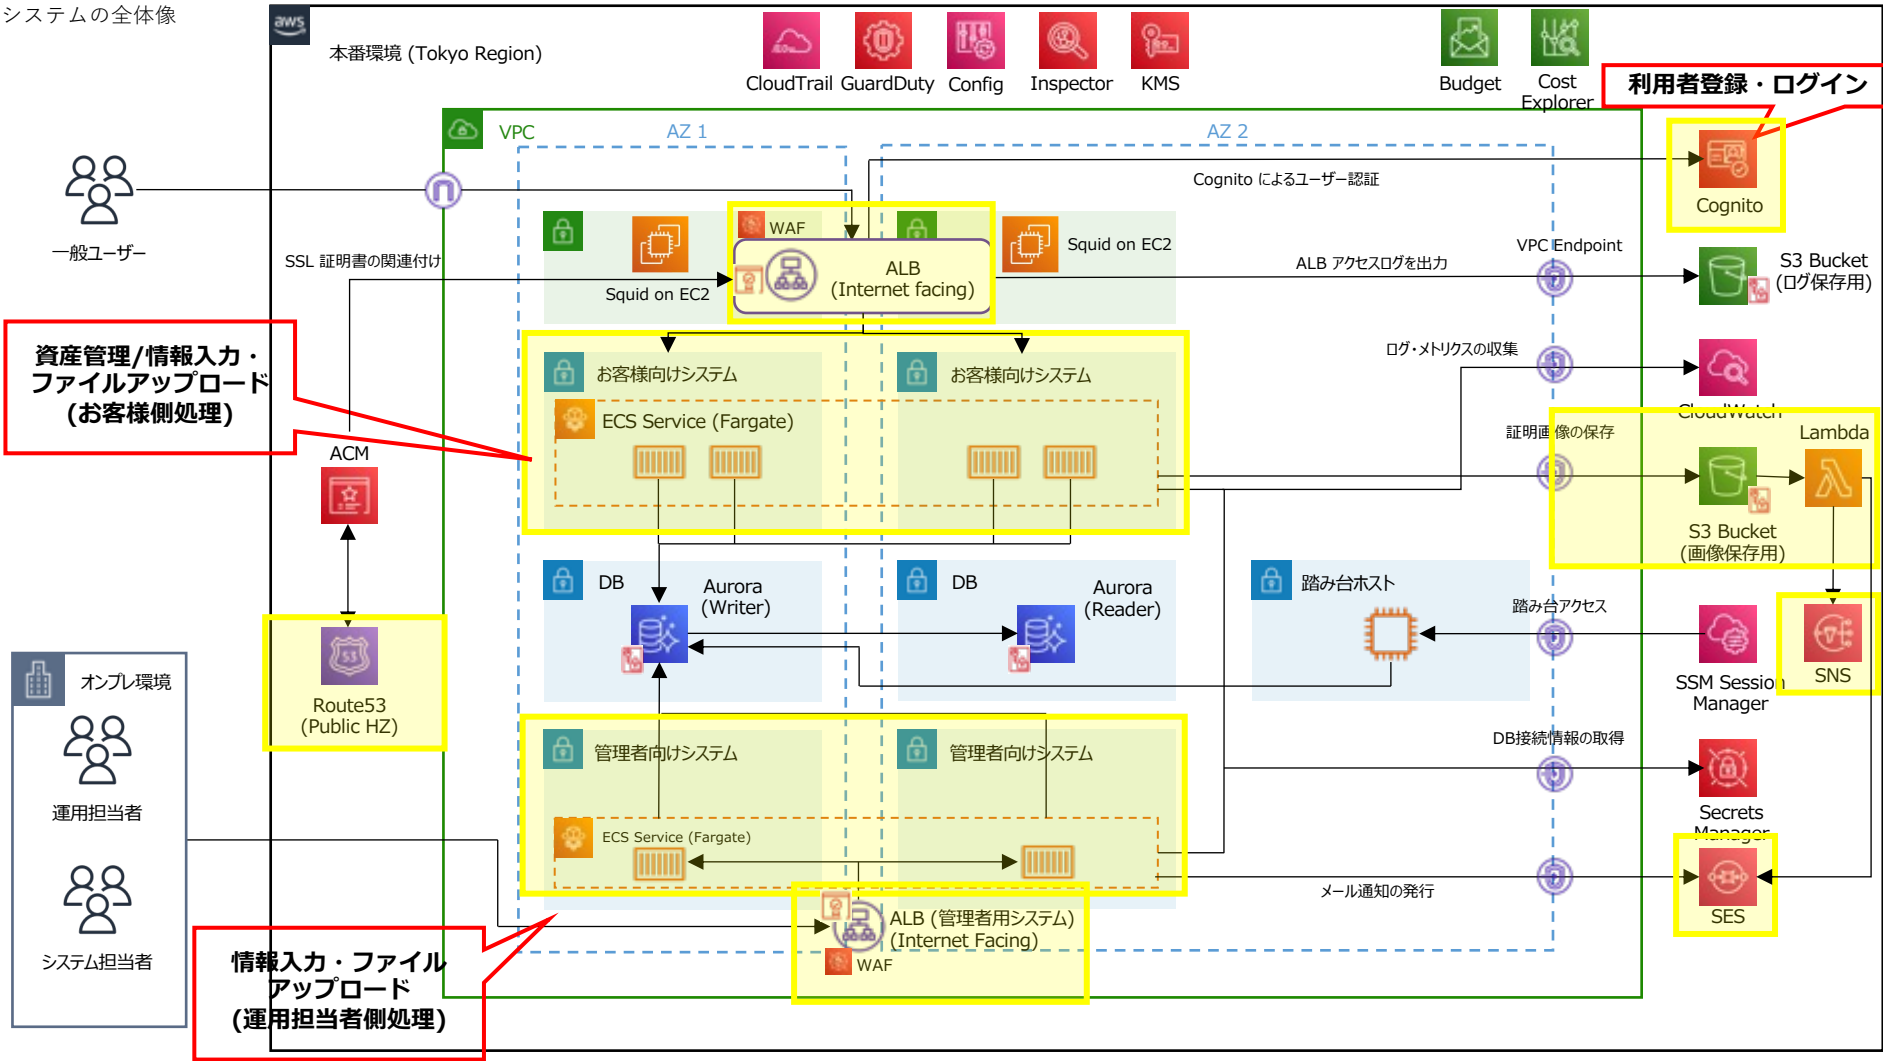 システムの全体像
aws
本番環境 (Tokyo Region)
CloudTrail
GuardDuty
Config
Inspector
KMS
Budget
Cost
Explorer
利用者登録・ログイン
VPC
AZ 1
AZ 2
一般ユーザー
Cognito によるユーザー認証
Cognito
WAF
Squid on EC2
ALB
(Internet facing)
Squid on EC2
SSL 証明書の関連付け
ALB アクセスログを出力
VPC Endpoint
S3 Bucket
(ログ保存用)
資産管理/情報入力・
ファイルアップロード
(お客様側処理)
お客様向けシステム
お客様向けシステム
ECS Service (Fargate)
ログ・メトリクスの収集
CloudWatch
証明画像の保存
Lambda
S3 Bucket
(画像保存用)
ACM
DB
Aurora
(Writer)
DB
Aurora
(Reader)
踏み台ホスト
踏み台アクセス
SSM Session
Manager
SNS
53
Route53
(Public HZ)
オンプレ環境
運用担当者
システム担当者
管理者向けシステム
管理者向けシステム
ECS Service (Fargate)
DB接続情報の取得
Secrets
Manager
メール通知の発行
SES
ALB (管理者用システム)
(Internet Facing)
WAF
情報入力・ファイル
アップロード
(運用担当者側処理)